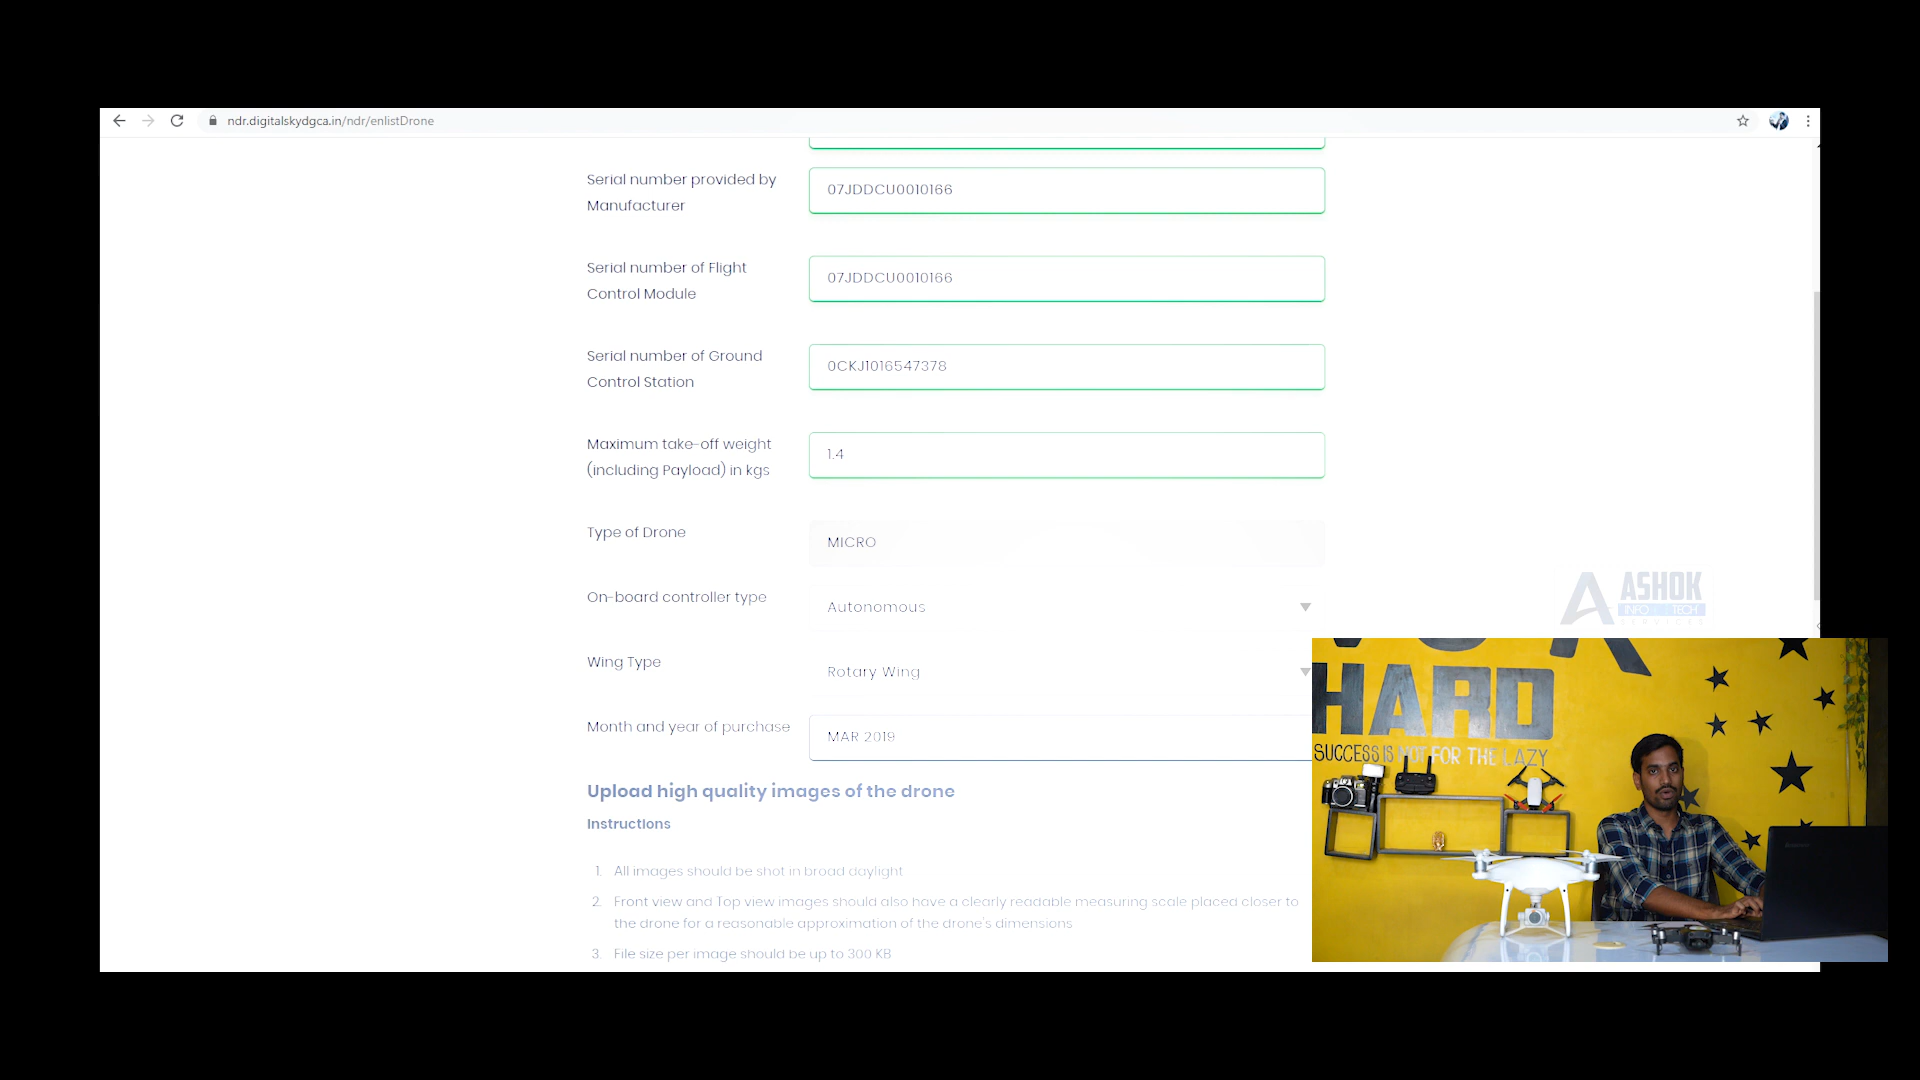 ndr.digitalskydgca.in/ndr/enlistDrone
Serial number provided by
Manufacturer
07JDDCU0010166
Serial number of Flight
Control Module
07JDDCU0010166
Serial number of Ground
Control Station
0CKJ1016547378
Maximum take-off weight
(including Payload) in kgs
1.4
Type of Drone
MICRO
On-board controller type
Autonomous
Wing Type
Rotary Wing
Month and year of purchase
MAR 2019
Upload high quality images of the drone
Instructions
1. All images should be shot in broad daylight
2. Front view and Top view images should also have a clearly readable measuring scale placed closer to
the drone for a reasonable approximation of the drone's dimensions
3. File size per image should be up to 300 KB
ASHOK
INFO TECH
SERVICES
HARD
SUCCESS IS NOT FOR THE LAZY